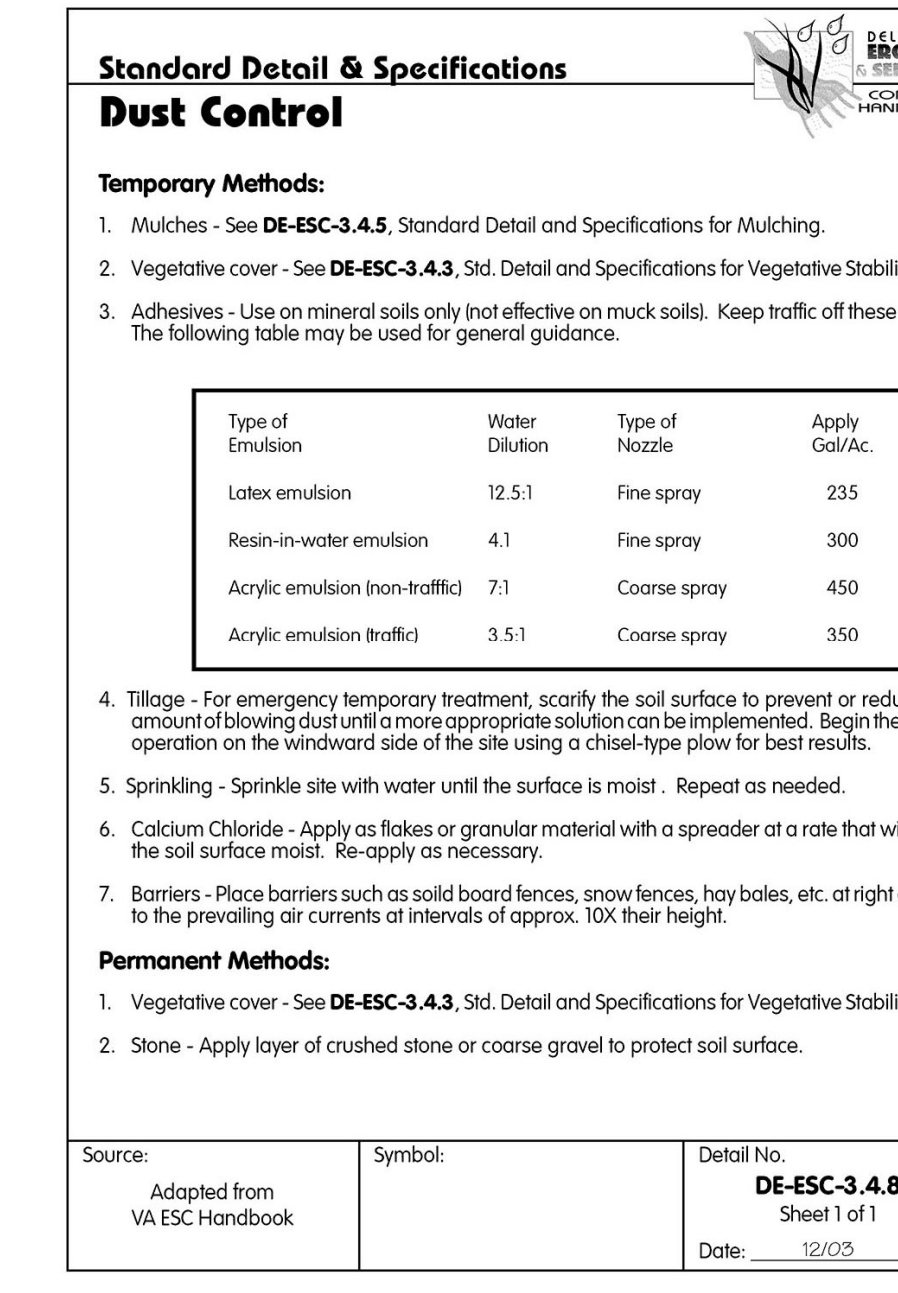 Standard Detail & Specifications
Dust Control
Temporary Methods:
1. Mulches - See DE-ESC-3.4.5, Standard Detail and Specifications for Mulching.
2. Vegetative cover - See DE-ESC-3.4.3, Std. Detail and Specifications for Vegetative
3. Adhesives - Use on mineral soils only (not effective on muck soils). Keep traffic off these
The following table may be used for general guidance.
Type of Water Type of Apply
Emulsion Dilution Nozzle Gal/Ac.
Latex emulsion 12.5:1 Fine spray 235
Resin-in-water emulsion 4.1 Fine spray 300
Acrylic emulsion (non-trafffic) 7:1 Coarse spray 450
Acrylic emulsion (traffic) 3.5:1 Coarse spray 350
4. Tillage - For emergency temporary treatment, scarify the soil surface to prevent or
amount of blowing dust until a more appropriate solution can be implemented. Begin the
operation on the windward side of the site using a chisel-type plow for best results.
5. Sprinkling - Sprinkle site with water until the surface is moist . Repeat as needed.
6. Calcium Chloride - Apply as flakes or granular material with a spreader at a rate that
the soil surface moist. Re-apply as necessary.
7. Barriers - Place barriers such as soild board fences, snow fences, hay bales, etc. at right
to the prevailing air currents at intervals of approx. 10X their height.
Permanent Methods:
1. Vegetative cover - See DE-ESC-3.4.3, Std. Detail and Specifications for Vegetative
2. Stone - Apply layer of crushed stone or coarse gravel to protect soil surface.
Source: Symbol: Detail No.
Adapted from
VA ESC Handbook
DE-ESC-3.4.8
Sheet 1 of 1
Date: 12/03